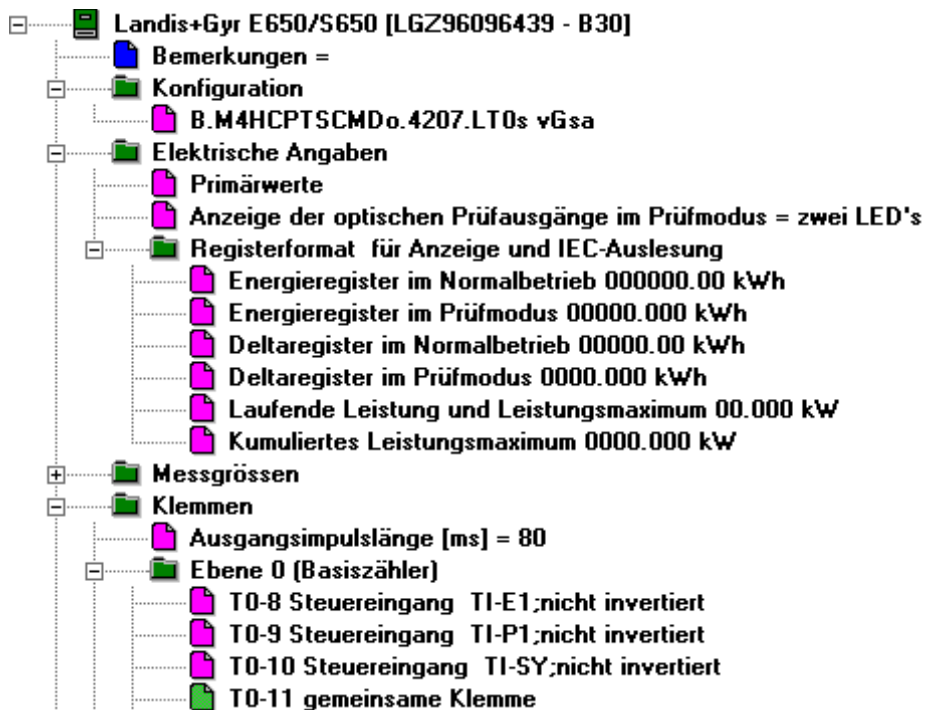 Landis+Gyr E650/S650 [LGZ96096439 - B30]
Bemerkungen =
Konfiguration
B.M4HCPTSCMDo.4207.LT0s vGsa
Elektrische Angaben
Primärwerte
Anzeige der optischen Prüfausgänge im Prüfmodus = zwei LED's
Registerformat für Anzeige und IEC-Auslesung
Energieregister im Normalbetrieb 000000.00 kWh
Energieregister im Prüfmodus 00000.000 kWh
Deltaregister im Normalbetrieb 00000.00 kWh
Deltaregister im Prüfmodus 0000.000 kWh
Laufende Leistung und Leistungsmaximum 00.000 kW
Kumuliertes Leistungsmaximum 0000.000 kW
Messgrössen
Klemmen
Ausgangsimpulslänge [ms] = 80
Ebene 0 (Basiszähler)
T0-8 Steuereingang TI-E1;nicht invertiert
T0-9 Steuereingang TI-P1;nicht invertiert
T0-10 Steuereingang TI-SY;nicht invertiert
T0-11 gemeinsame Klemme